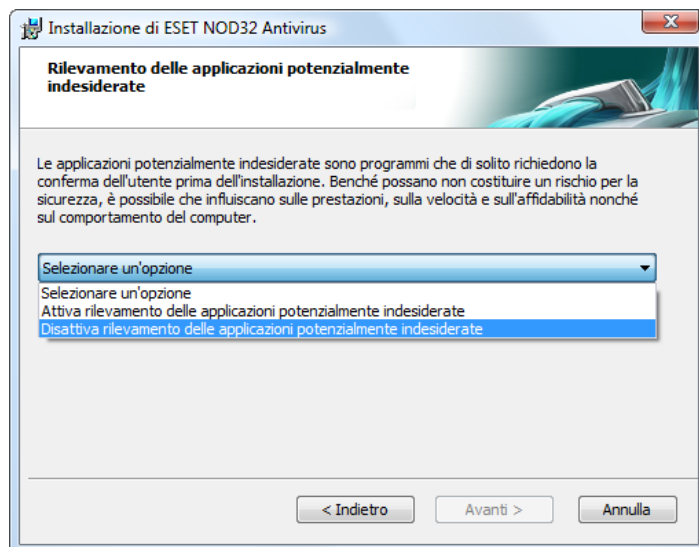 Installazione di ESET NOD32 Antivirus
Rilevamento delle applicazioni potenzialmente
indesiderate
Le applicazioni potenzialmente indesiderate sono programmi che di solito richiedono la
conferma dell'utente prima dell'installazione. Benché possano non costituire un rischio per la
sicurezza, è possibile che influiscano sulle prestazioni, sulla velocità e sull'affidabilità nonché
sul comportamento del computer.
Selezionare un'opzione
Selezionare un'opzione
Attiva rilevamento delle applicazioni potenzialmente indesiderate
Disattiva rilevamento delle applicazioni potenzialmente indesiderate
< Indietro
Avanti >
Annulla